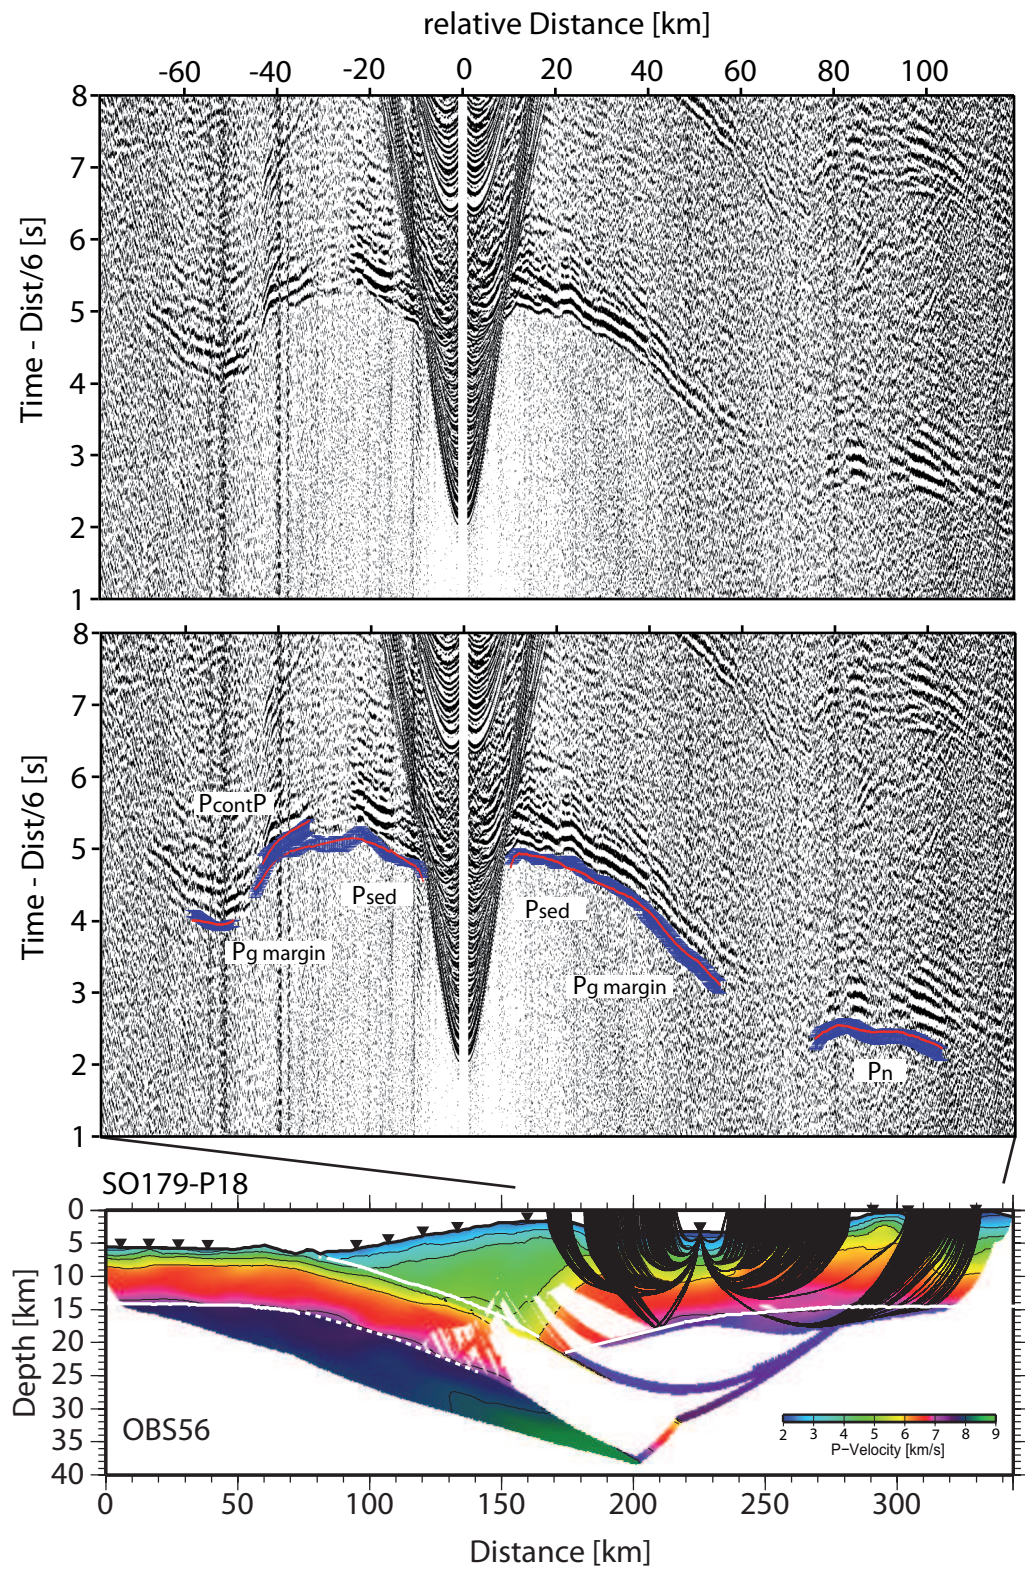 relative Distance [km]
-60 -40 -20 0 20 40 60 80 100
8
7
6
5
4
3
2
1
Time - Dist/6 [s]
8
7
6
5
4
3
2
1
Time - Dist/6 [s]
PcontP
Psed
Pg margin
Psed
Pg margin
Pn
SO179-P18
0
5
10
15
20
25
30
35
40
Depth [km]
OBS56
2 3 4 5 6 7 8 9
P-Velocity [km/s]
0 50 100 150 200 250 300
Distance [km]